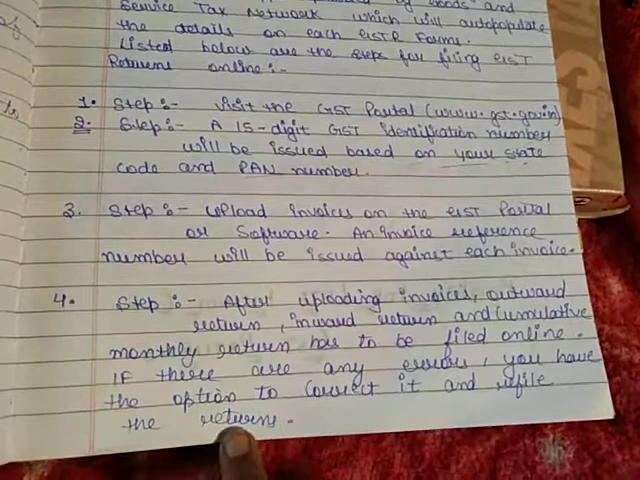 by Goods and
Service Tax Network which will autopopulate
the details on each GSTR Forms.
Listed below are the steps for filing GST
Returns online:-
1. Step:- Visit the GST Portal (www.gst.gov.in)
2. Step:- A 15-digit GST identification number
will be issued based on your state
code and PAN number.
3. Step:- Upload invoices on the GST Portal
or Software. An invoice reference
number will be issued against each invoice.
4. Step:- After uploading invoices, outward
return, inward return and cumulative
monthly return has to be filed online.
IF there are any errors, you have
the option to correct it and refile
the returns.